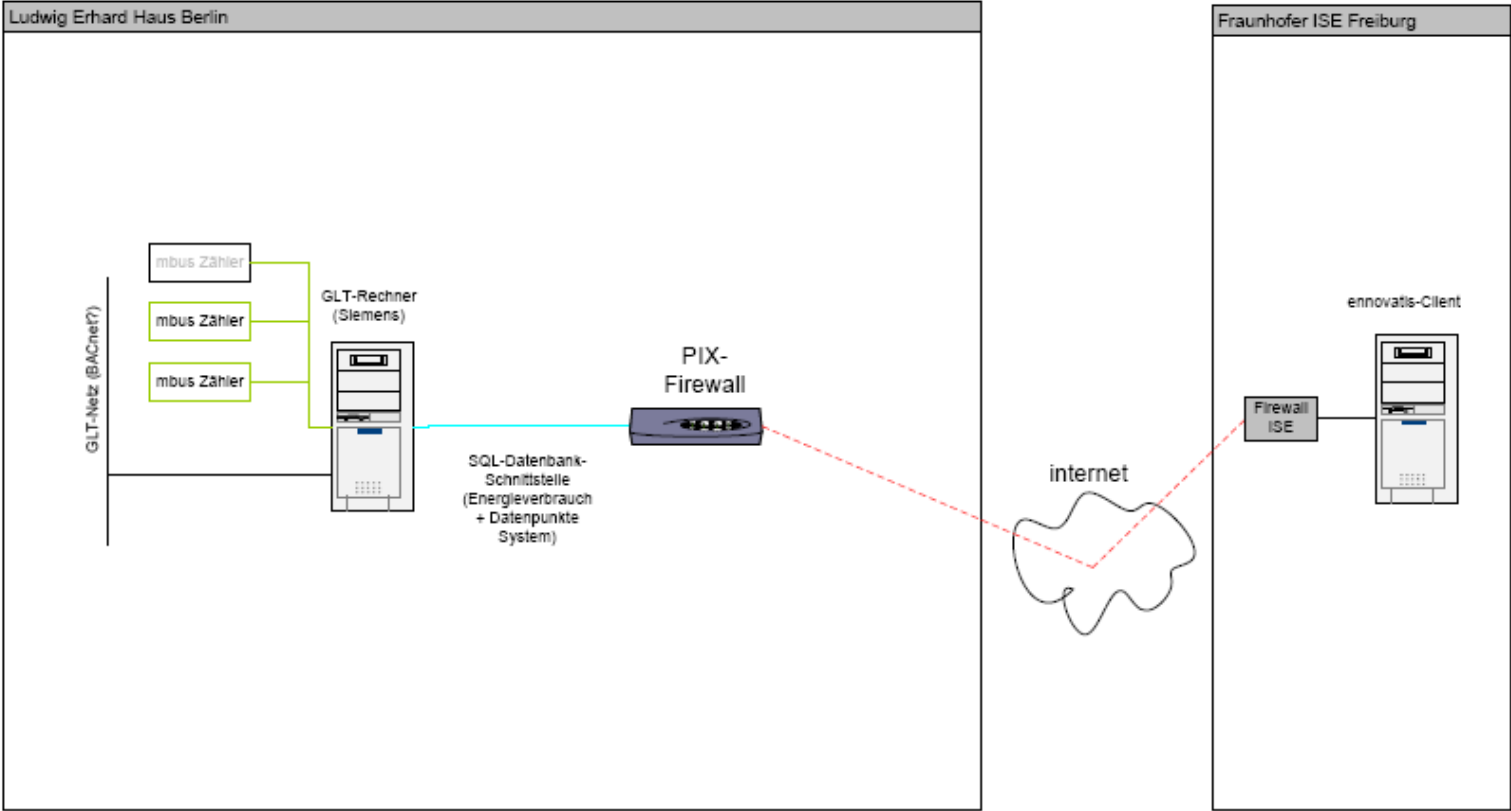 Ludwig Erhard Haus Berlin
Fraunhofer ISE Freiburg
mbus Zähler
mbus Zähler
mbus Zähler
GLT-Netz (BACnet?)
GLT-Rechner
(Siemens)
SQL-Datenbank-
Schnittstelle
(Energieverbrauch
+ Datenpunkte
System)
PIX-
Firewall
internet
Firewall
ISE
ennovatis-Client